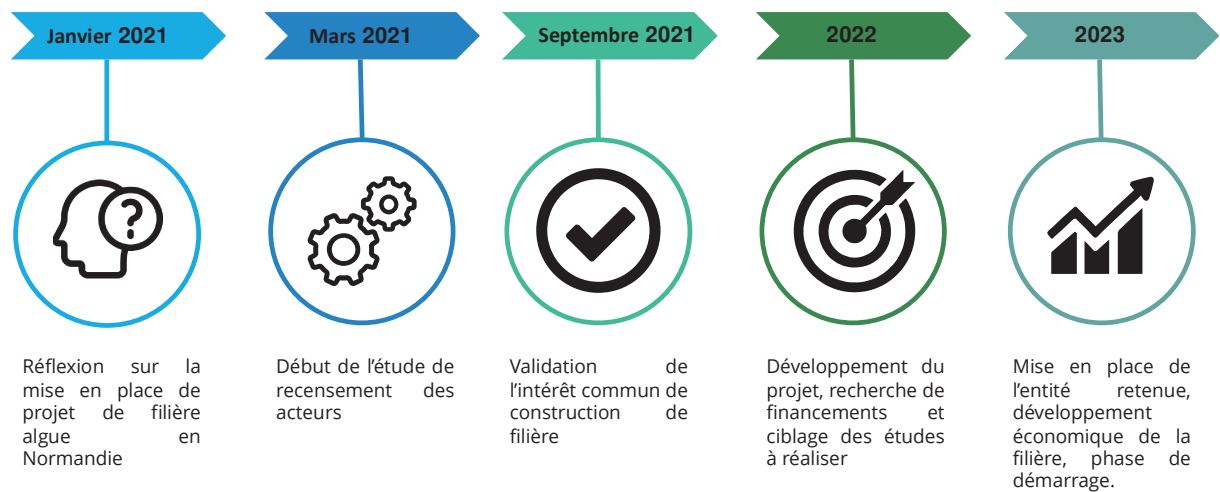 Janvier 2021
Mars 2021
Septembre 2021
2022
2023
?
Réflexion sur la
mise en place de
projet de filière
algue en
Normandie
Début de l’étude de
recensement des
acteurs
Validation de
l’intérêt commun de
construction de
filière
Développement du
projet, recherche de
financements et
ciblage des études
à réaliser
Mise en place de
l’entité retenue,
développement
économique de la
filière, phase de
démarrage.